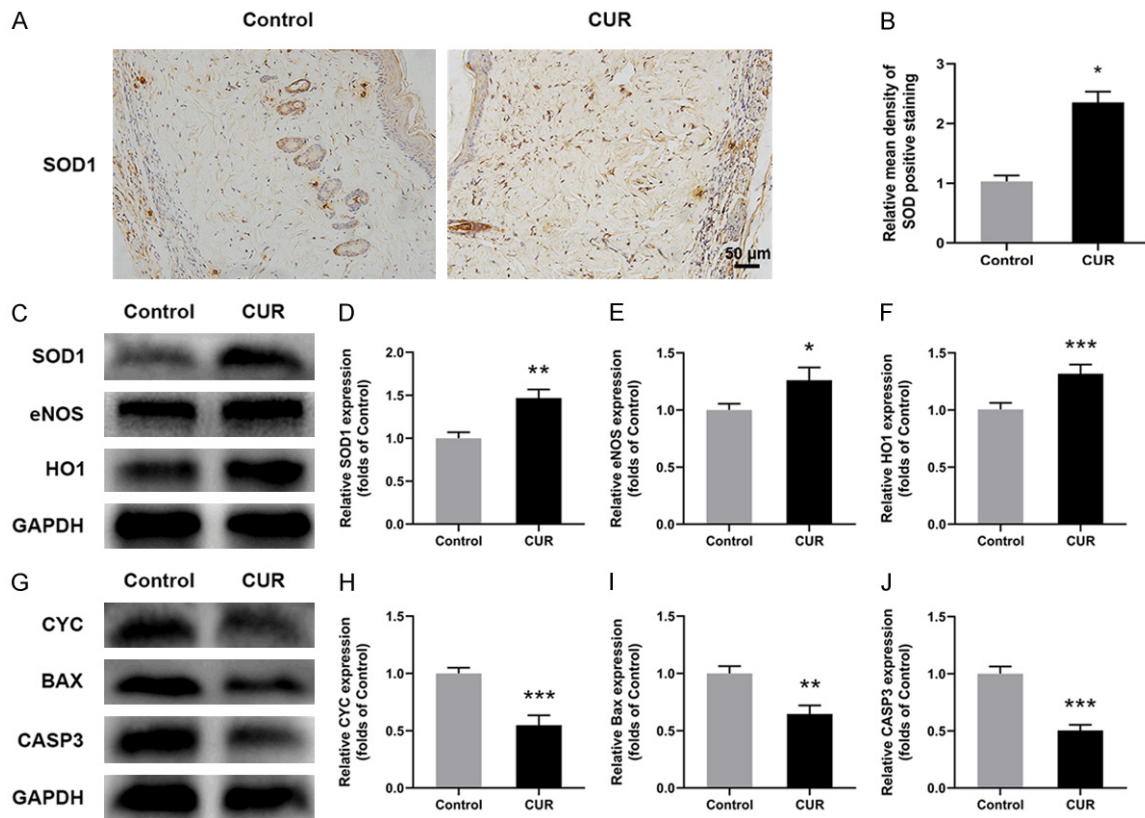 A
Control
CUR
SOD1
50 µm
B
Relative mean density of
SOD positive staining
3
2
1
0
*
Control
CUR
C
Control
CUR
SOD1
eNOS
HO1
GAPDH
D
Relative SOD1 expression
(folds of Control)
2.0
1.5
1.0
0.5
0.0
**
Control
CUR
E
Relative eNOS expression
(folds of Control)
1.5
1.0
0.5
0.0
*
Control
CUR
F
Relative HO1 expression
(folds of Control)
1.5
1.0
0.5
0.0
***
Control
CUR
G
Control
CUR
CYC
BAX
CASP3
GAPDH
H
Relative CYC expression
(folds of Control)
1.5
1.0
0.5
0.0
***
Control
CUR
I
Relative Bax expression
(folds of Control)
1.5
1.0
0.5
0.0
**
Control
CUR
J
Relative CASP3 expression
(folds of Control)
1.5
1.0
0.5
0.0
***
Control
CUR